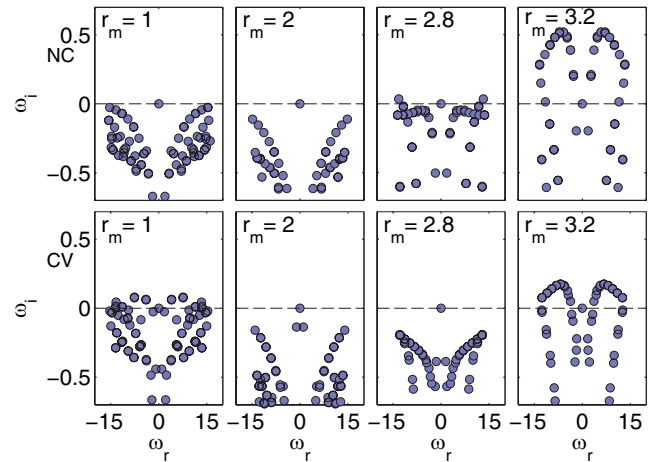 r_m = 1
r_m = 2
r_m = 2.8
r_m = 3.2
0.5
NC
ω_i
0
−0.5
r_m = 1
r_m = 2
r_m = 2.8
r_m = 3.2
0.5
CV
ω_i
0
−0.5
−15 0 15 −15 0 15 −15 0 15 −15 0 15
ω_r ω_r ω_r ω_r